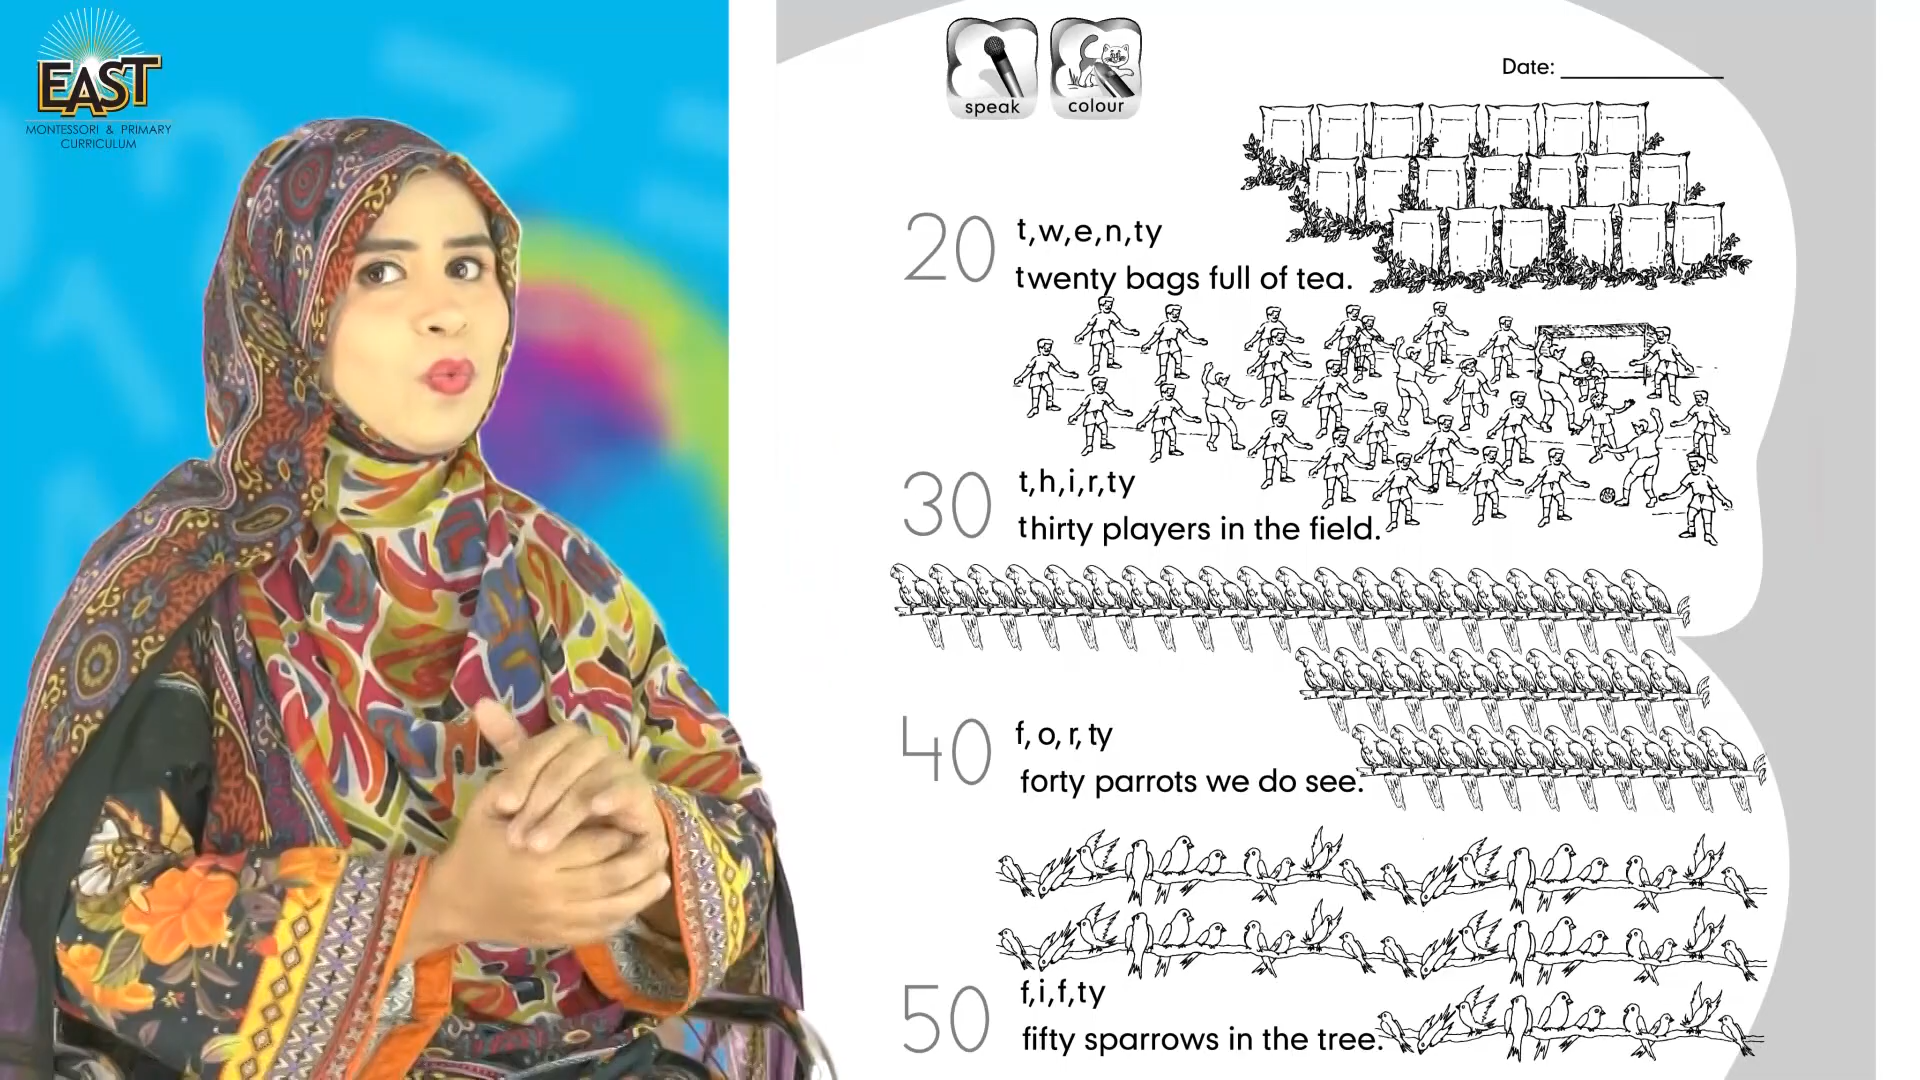 EAST
MONTESSORI & PRIMARY
CURRICULUM
speak
colour
Date:
20
t,w,e,n,ty
twenty bags full of tea.
30
t,h,i,r,ty
thirty players in the field.
40
f, o, r, ty
forty parrots we do see.
50
f,i,f,ty
fifty sparrows in the tree.